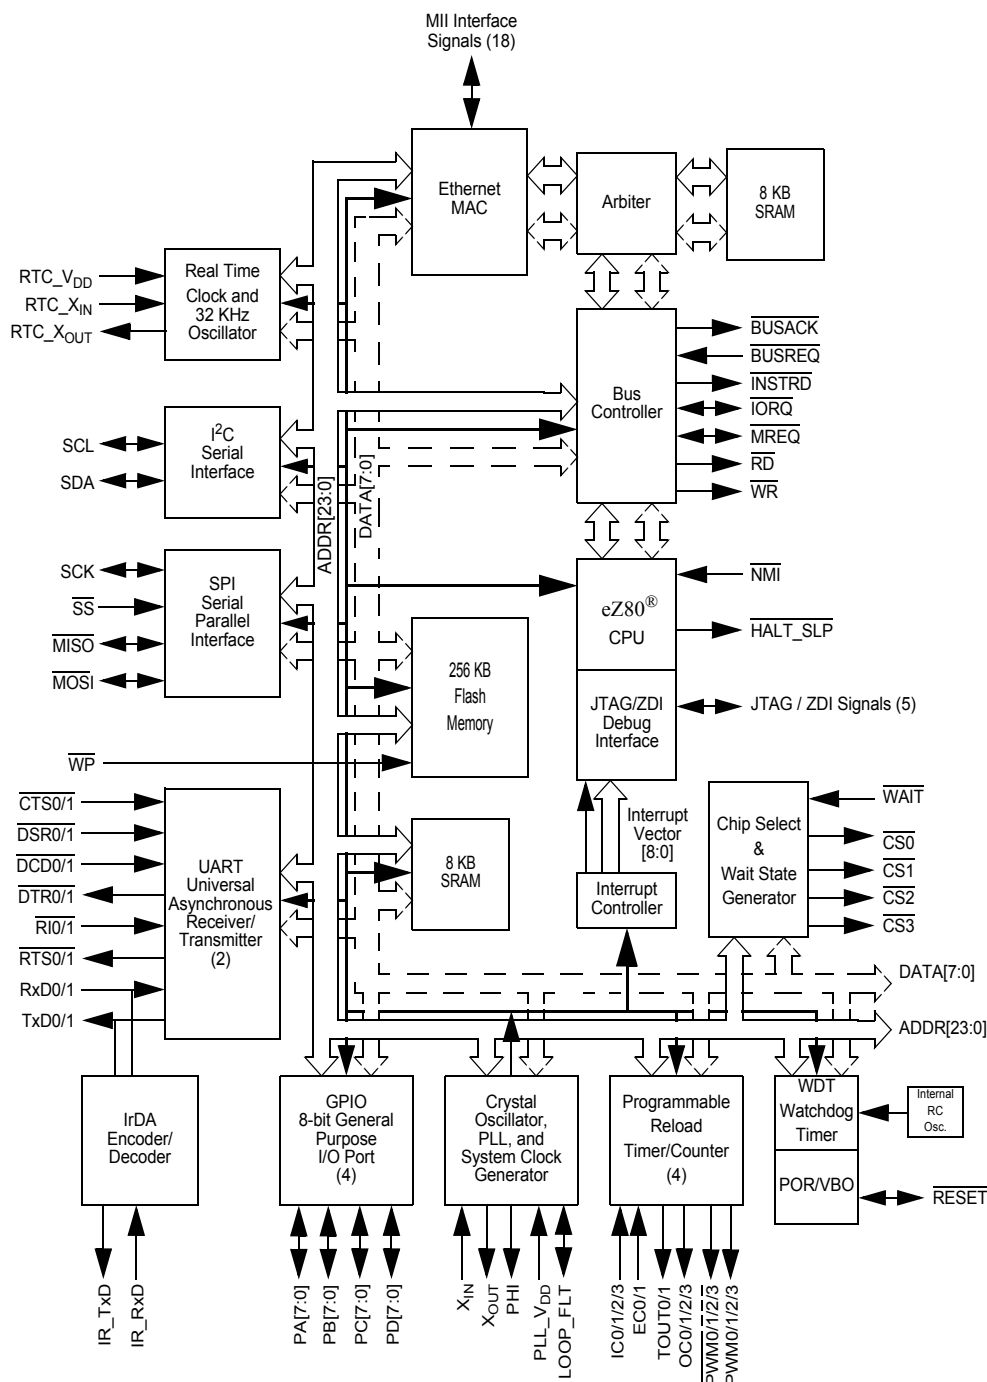 MII Interface
Signals (18)
Ethernet
MAC
Arbiter
8 KB
SRAM
RTC_VDD
RTC_XIN
RTC_XOUT
Real Time
Clock and
32 KHz
Oscillator
Bus
Controller
BUSACK
BUSREQ
INSTRD
IORQ
MREQ
RD
WR
SCL
SDA
I2C
Serial
Interface
ADDR[23:0]
DATA[7:0]
SCK
SS
MISO
MOSI
SPI
Serial
Parallel
Interface
eZ80®
CPU
NMI
HALT_SLP
256 KB
Flash
Memory
JTAG/ZDI
Debug
Interface
JTAG / ZDI Signals (5)
WP
CTS0/1
DSR0/1
DCD0/1
DTR0/1
RI0/1
RTS0/1
RxD0/1
TxD0/1
UART
Universal
Asynchronous
Receiver/
Transmitter
(2)
8 KB
SRAM
Interrupt
Vector
[8:0]
Interrupt
Controller
Chip Select
&
Wait State
Generator
WAIT
CS0
CS1
CS2
CS3
DATA[7:0]
ADDR[23:0]
IrDA
Encoder/
Decoder
GPIO
8-bit General
Purpose
I/O Port
(4)
Crystal
Oscillator,
PLL, and
System Clock
Generator
Programmable
Reload
Timer/Counter
(4)
WDT
Watchdog
Timer
POR/VBO
Internal
RC
Osc.
RESET
IR_TxD
IR_RxD
PA[7:0]
PB[7:0]
PC[7:0]
PD[7:0]
XIN
XOUT
PHI
PLL_VDD
LOOP_FLT
IC0/1/2/3
EC0/1
TOUT0/1
OC0/1/2/3
PWM0/1/2/3
PWM0/1/2/3